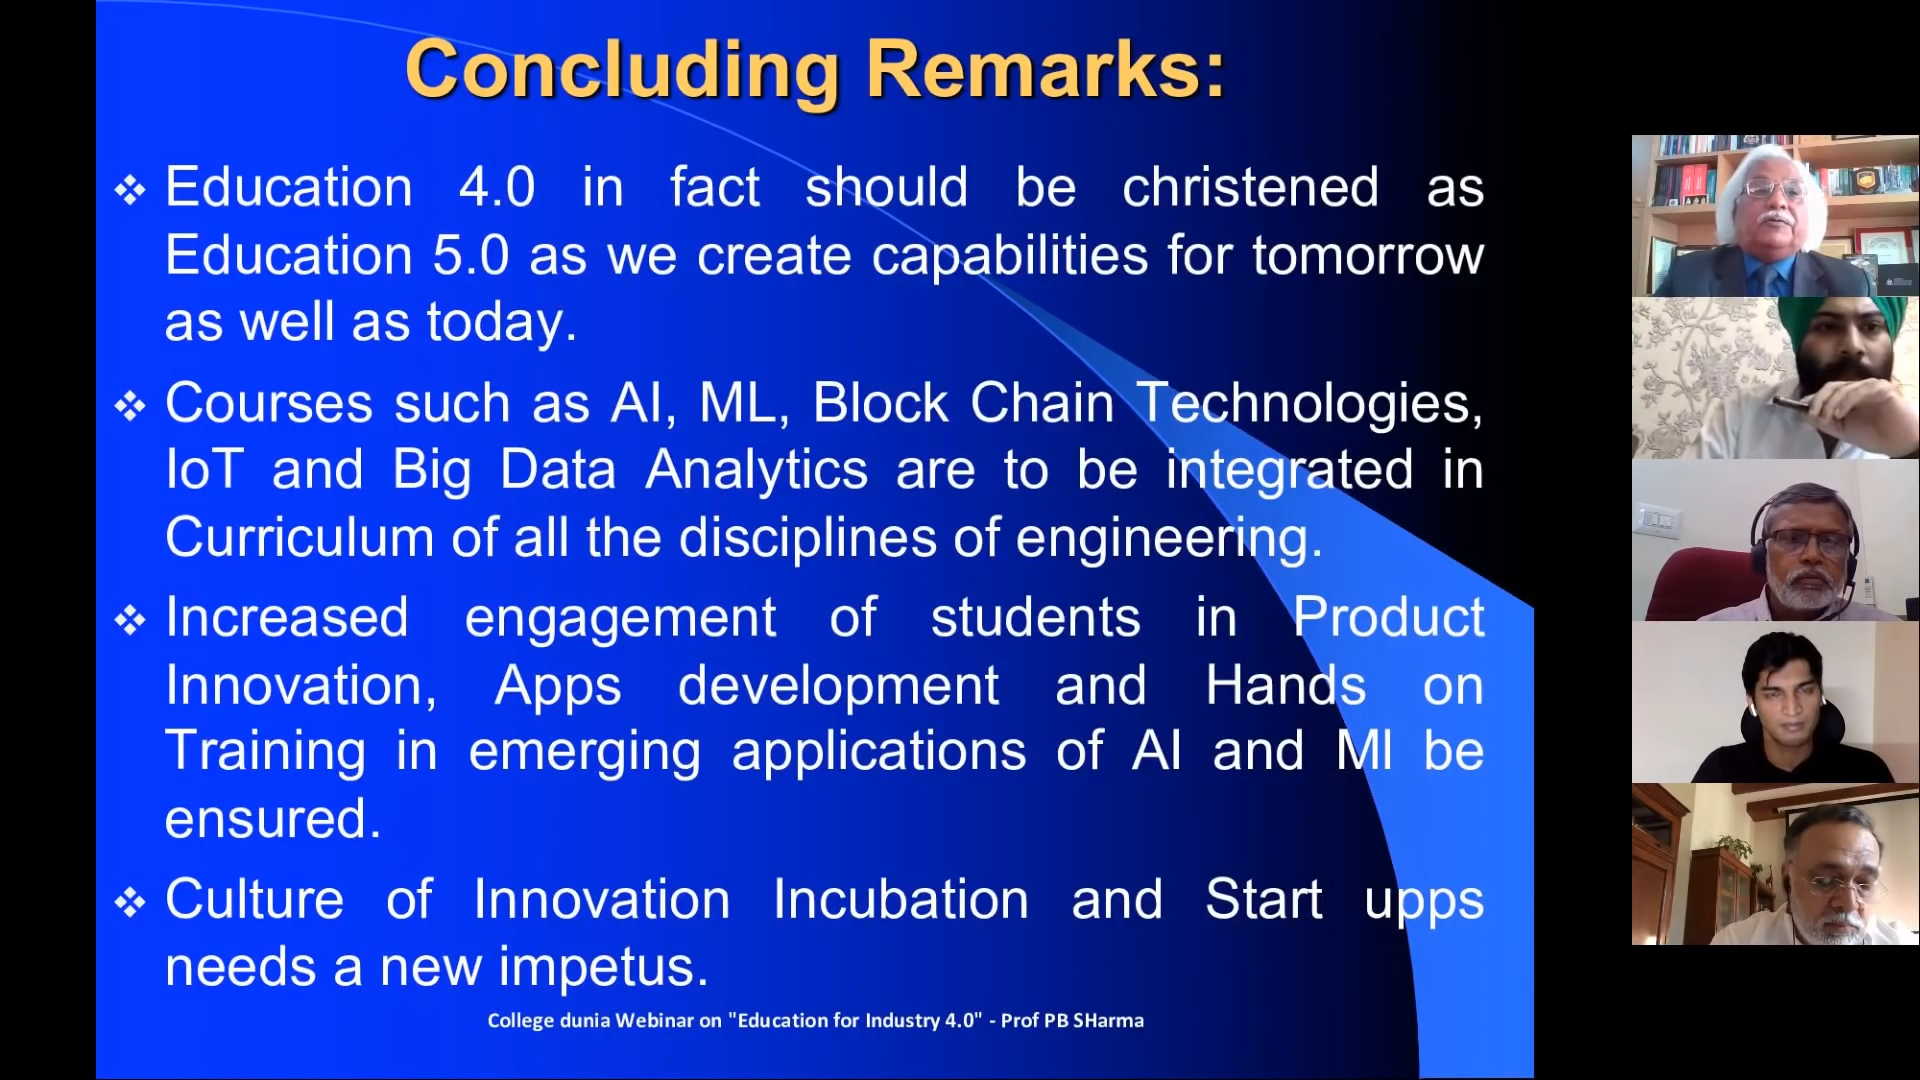 Concluding Remarks:
❖ Education 4.0 in fact should be christened as
Education 5.0 as we create capabilities for tomorrow
as well as today.
❖ Courses such as AI, ML, Block Chain Technologies,
IoT and Big Data Analytics are to be integrated in
Curriculum of all the disciplines of engineering.
❖ Increased engagement of students in Product
Innovation, Apps development and Hands on
Training in emerging applications of AI and Ml be
ensured.
❖ Culture of Innovation Incubation and Start upps
needs a new impetus.
College dunia Webinar on "Education for Industry 4.0" - Prof PB SHarma